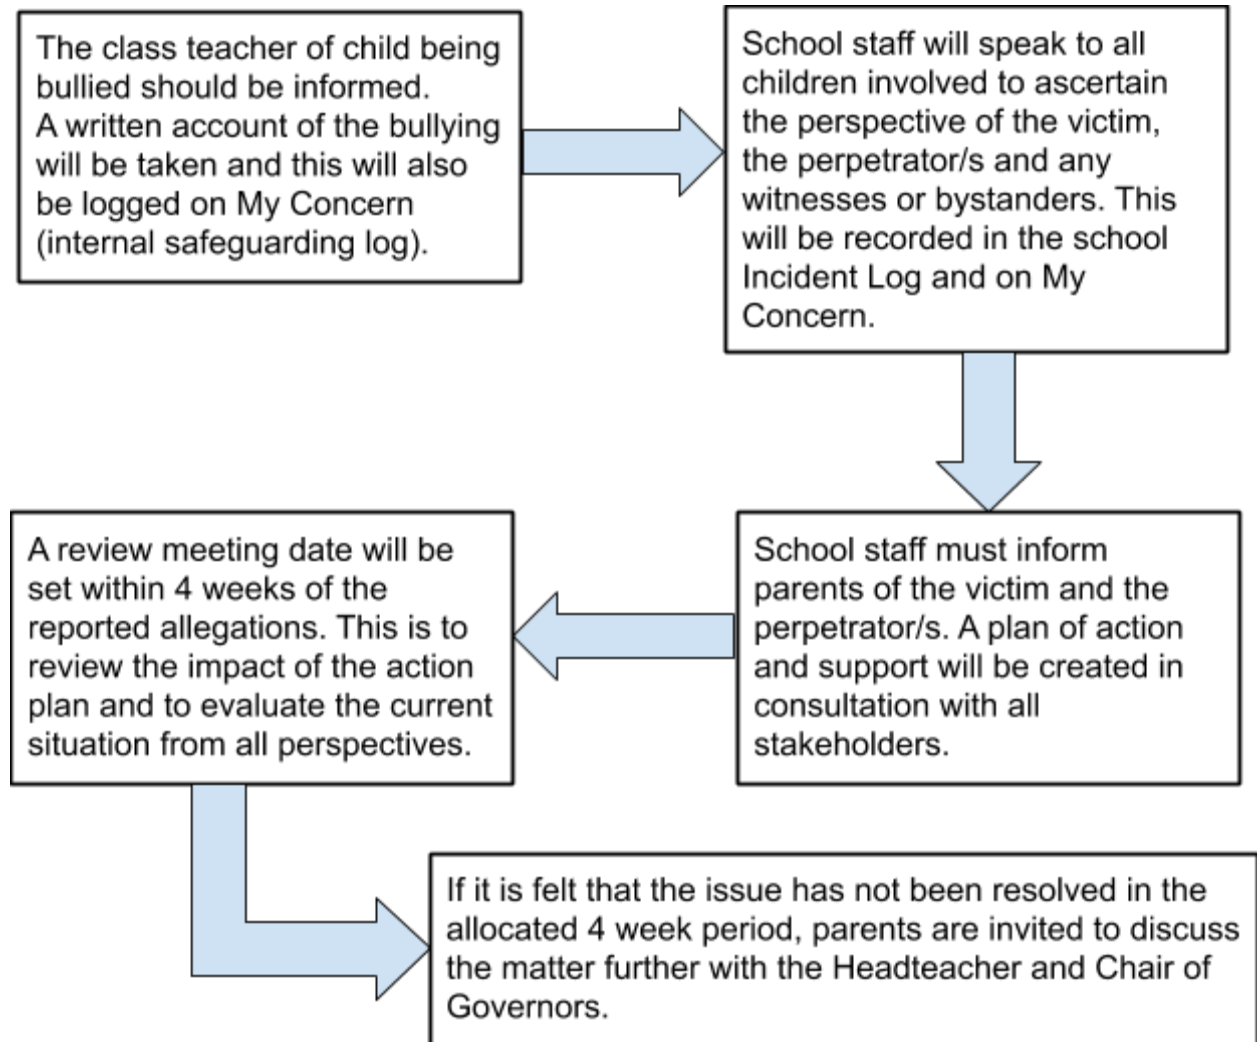 The class teacher of child being
bullied should be informed.
A written account of the bullying
will be taken and this will also
be logged on My Concern
(internal safeguarding log).
School staff will speak to all
children involved to ascertain
the perspective of the victim,
the perpetrator/s and any
witnesses or bystanders. This
will be recorded in the school
Incident Log and on My
Concern.
School staff must inform
parents of the victim and the
perpetrator/s. A plan of action
and support will be created in
consultation with all
stakeholders.
A review meeting date will be
set within 4 weeks of the
reported allegations. This is to
review the impact of the action
plan and to evaluate the current
situation from all perspectives.
If it is felt that the issue has not been resolved in the
allocated 4 week period, parents are invited to discuss
the matter further with the Headteacher and Chair of
Governors.